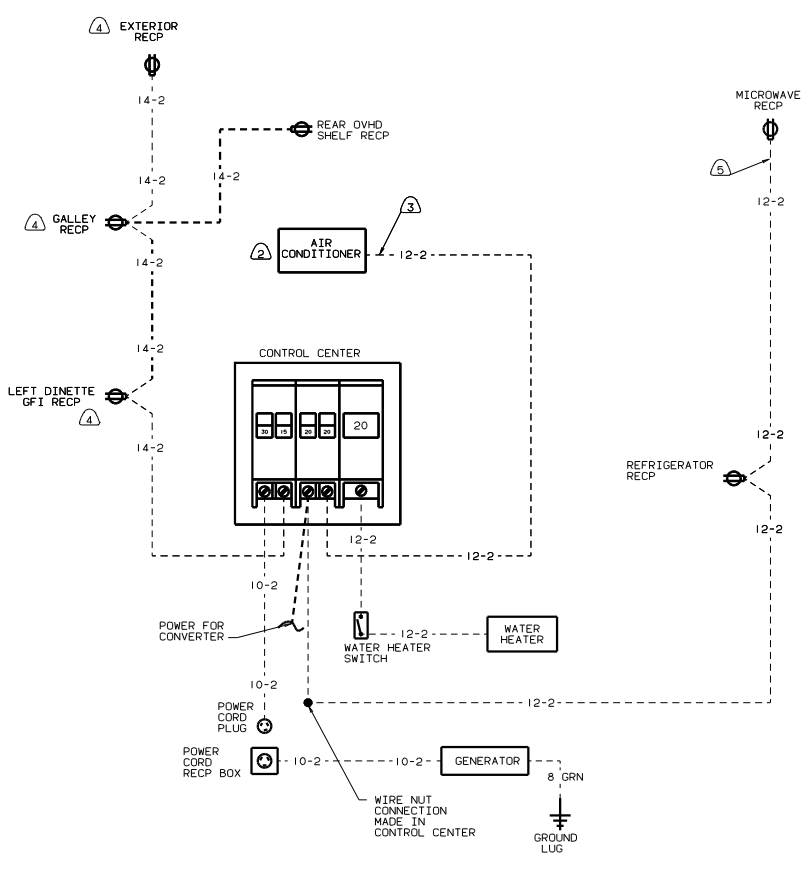 4
EXTERIOR
RECP
14-2
REAR OVHD
SHELF RECP
MICROWAVE
RECP
5
12-2
14-2
14-2
4
GALLEY
RECP
3
2
AIR
CONDITIONER
12-2
14-2
14-2
CONTROL CENTER
LEFT DINETTE
GFI RECP
4
30
15
20
20
20
14-2
12-2
REFRIGERATOR
RECP
12-2
12-2
12-2
10-2
POWER FOR
CONVERTER
12-2
WATER
HEATER
WATER HEATER
SWITCH
10-2
12-2
POWER
CORD
PLUG
POWER
CORD
RECP BOX
10-2
10-2
GENERATOR
8 GRN
WIRE NUT
CONNECTION
MADE IN
CONTROL CENTER
GROUND
LUG